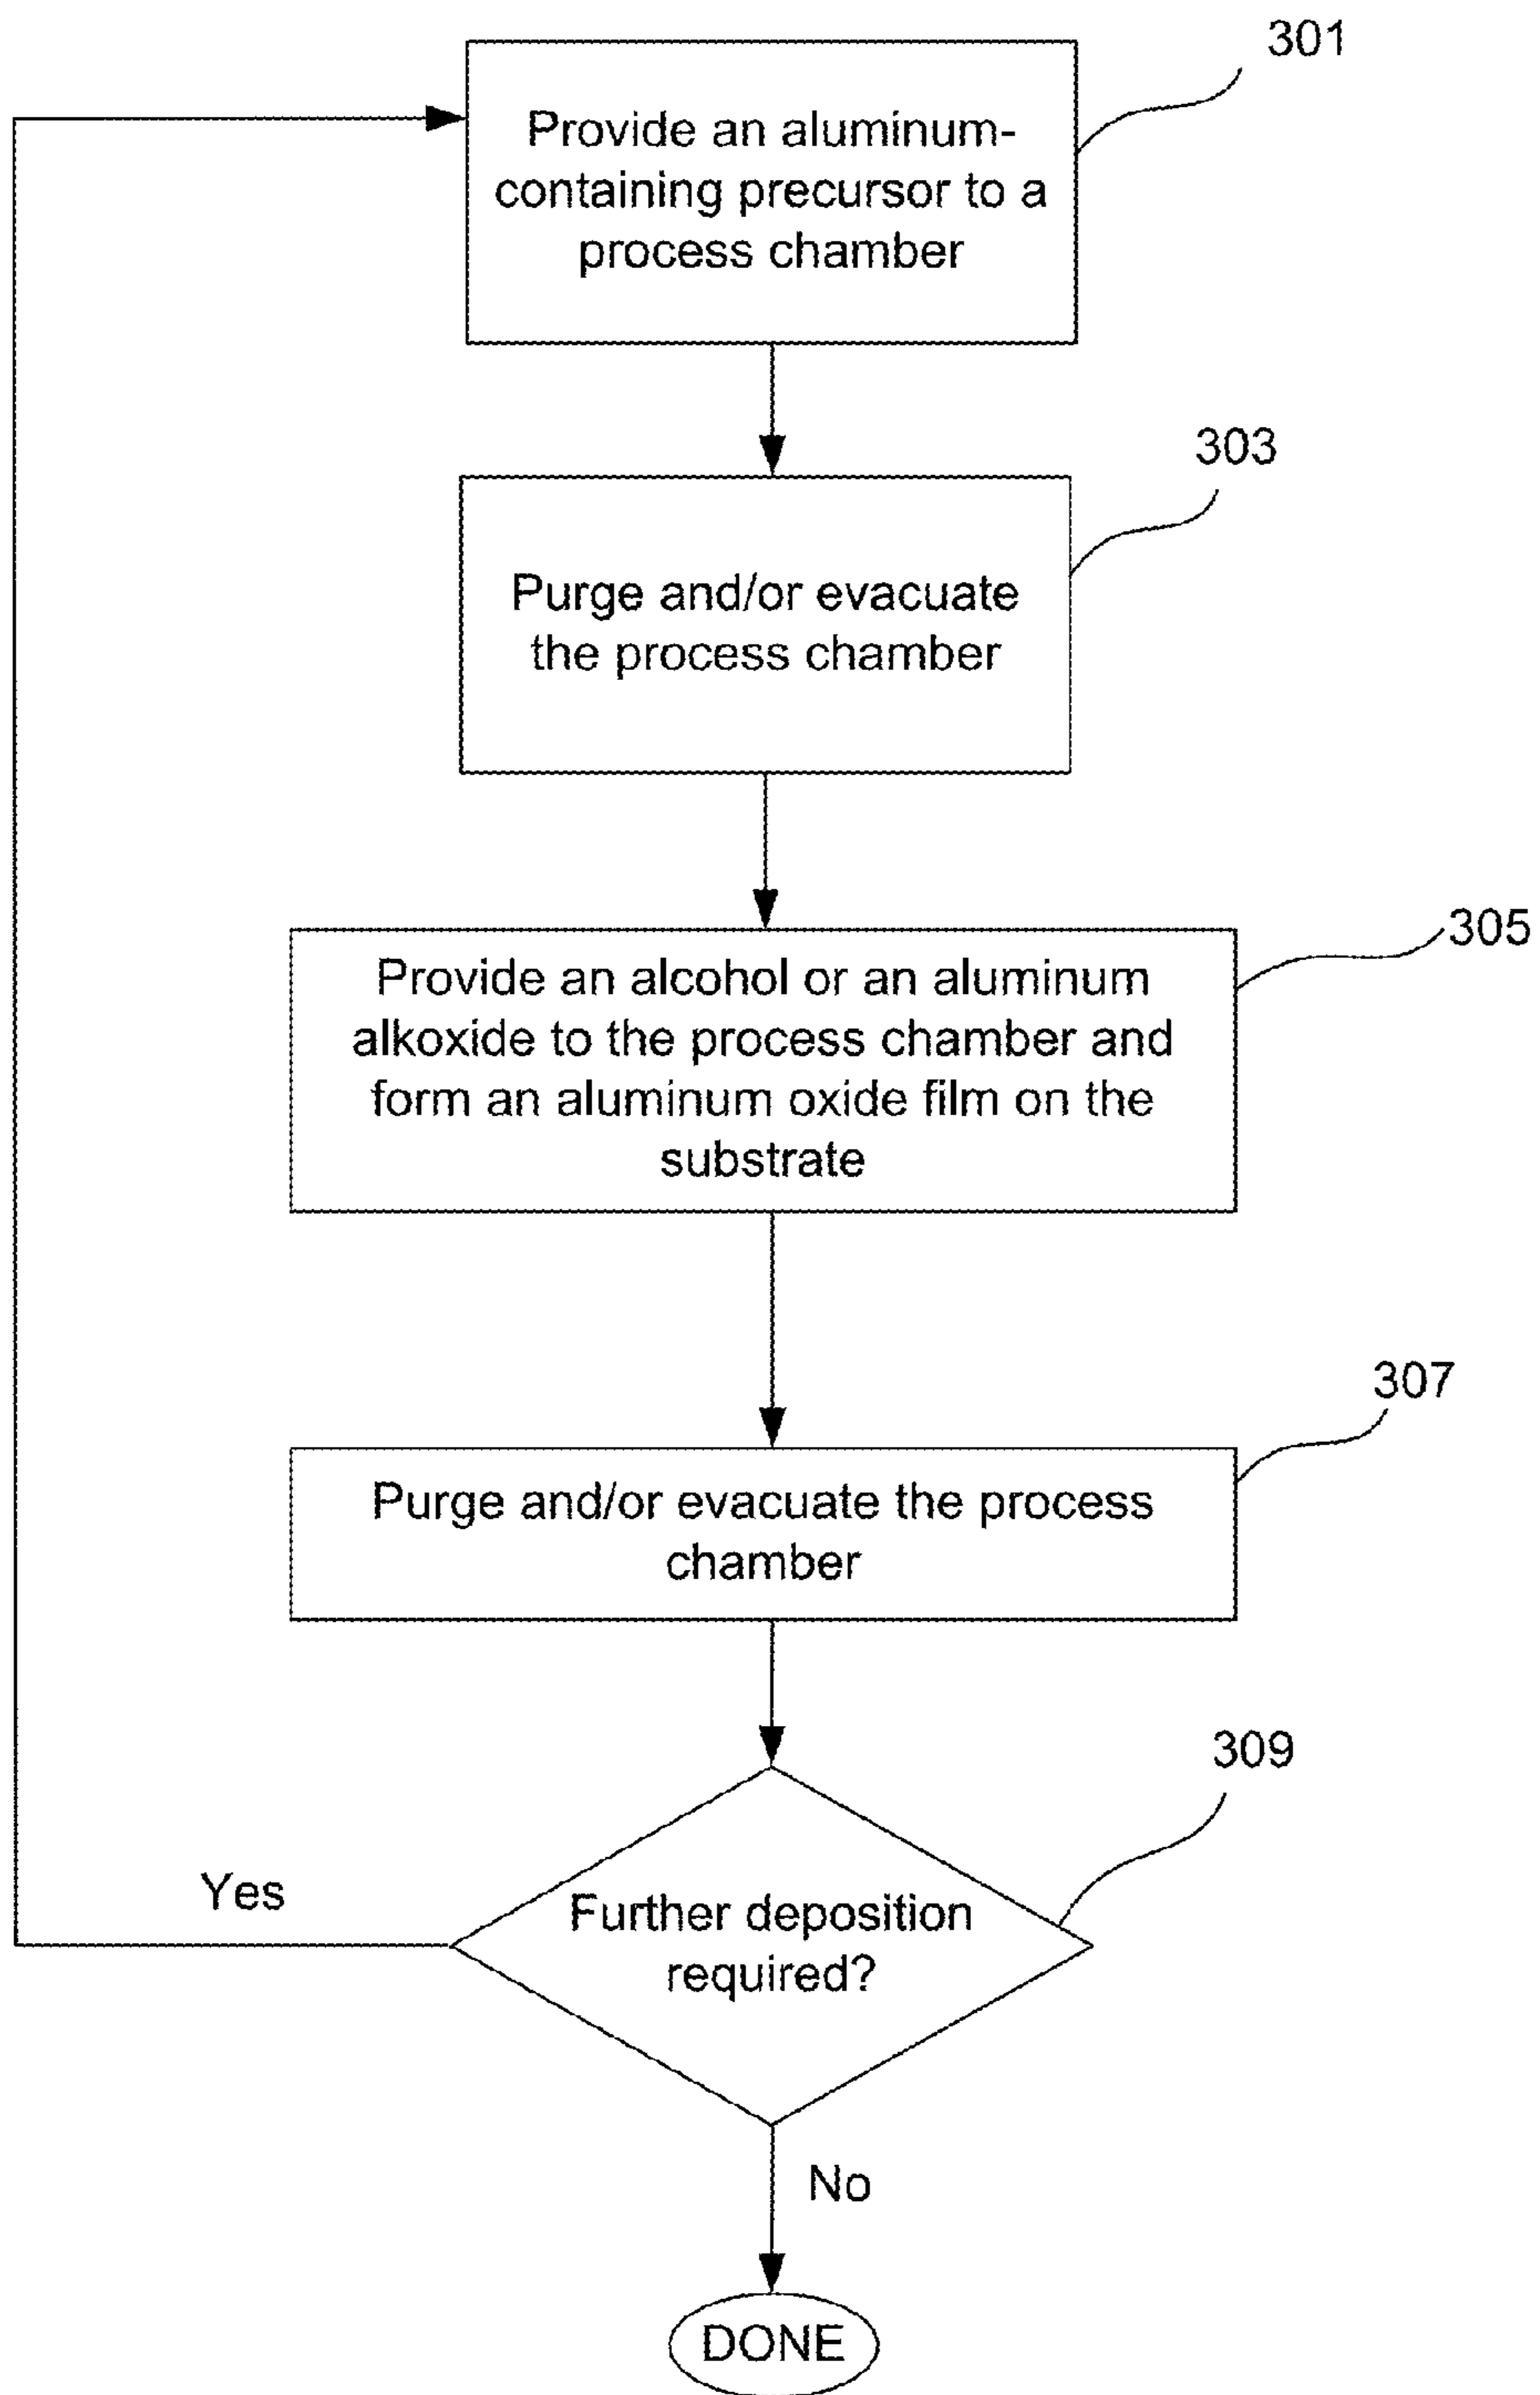 301
Provide an aluminum-
containing precursor to a
process chamber
303
Purge and/or evacuate
the process chamber
305
Provide an alcohol or an aluminum
alkoxide to the process chamber and
form an aluminum oxide film on the
substrate
307
Purge and/or evacuate the process
chamber
309
Yes
Further deposition
required?
No
DONE